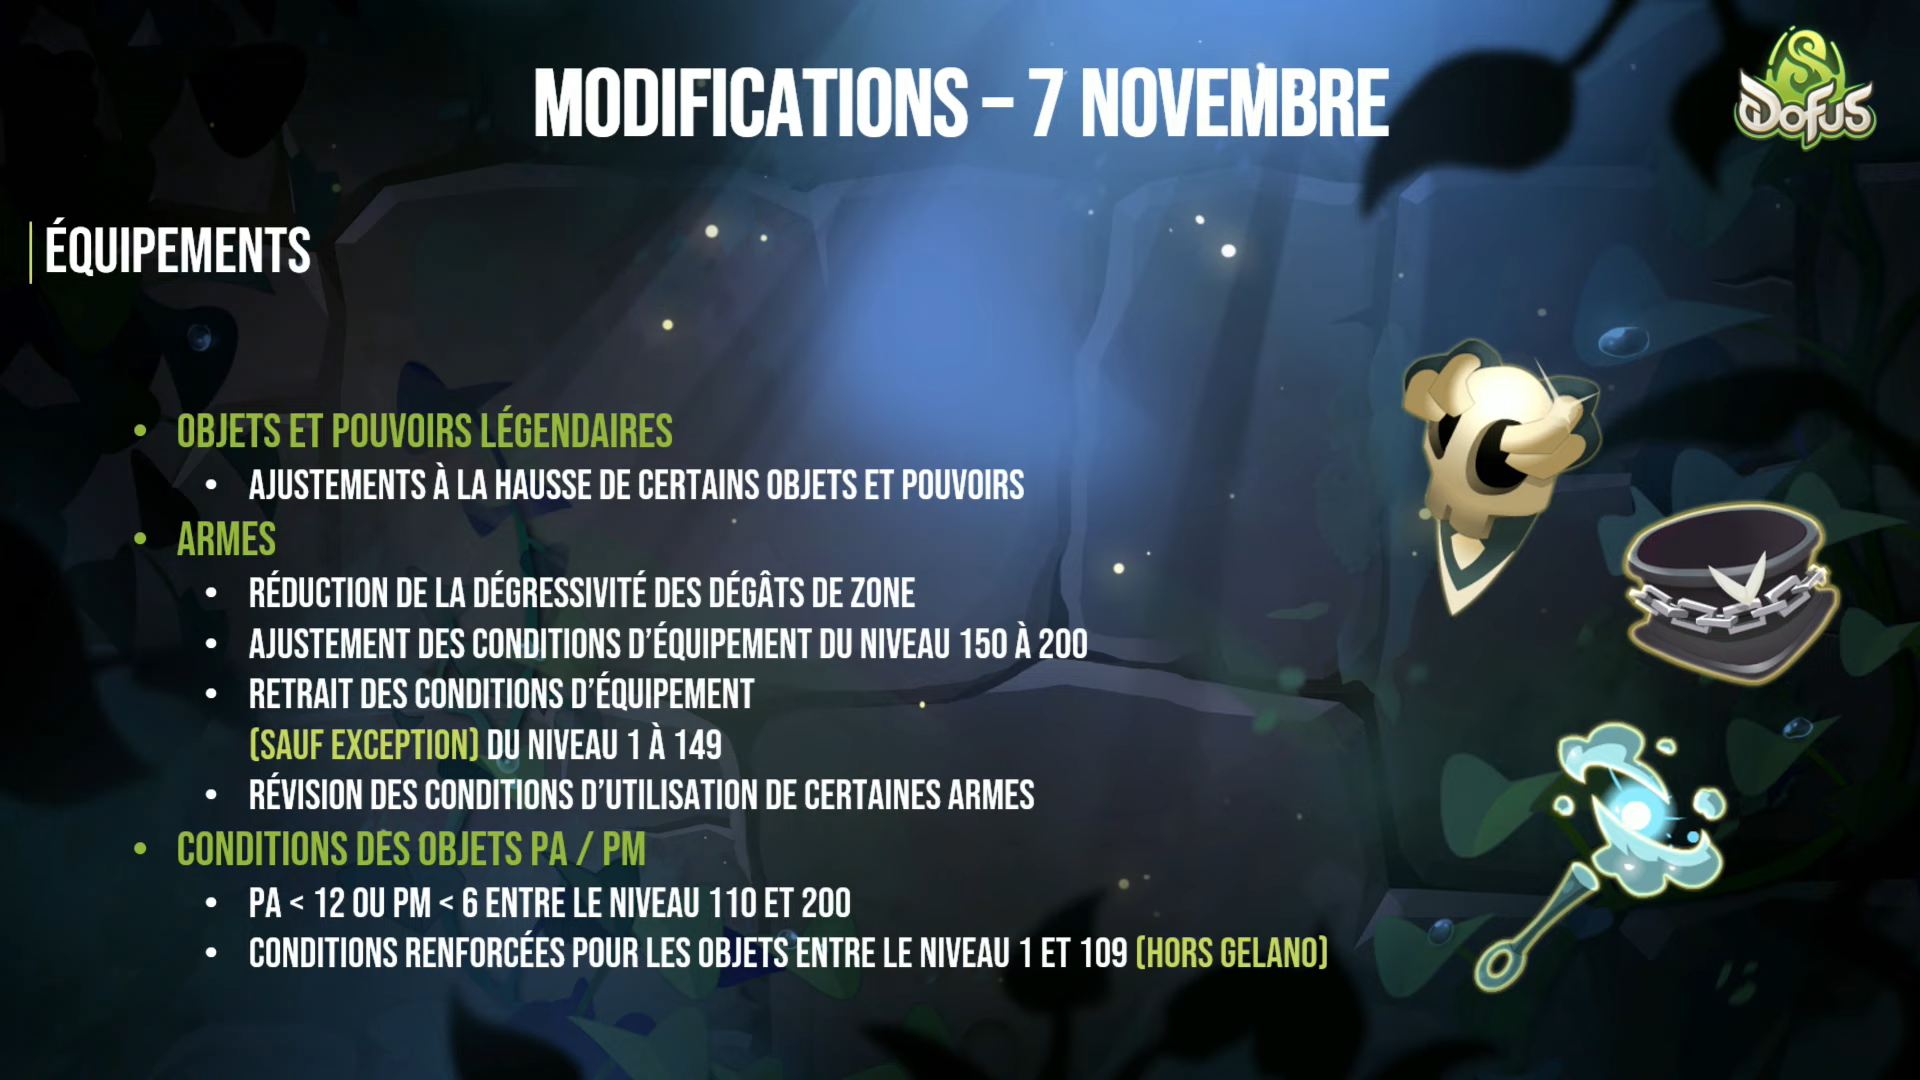 MODIFICATIONS – 7 NOVEMBRE
DOFUS
ÉQUIPEMENTS
• OBJETS ET POUVOIRS LÉGENDAIRES
• AJUSTEMENTS À LA HAUSSE DE CERTAINS OBJETS ET POUVOIRS
• ARMES
• RÉDUCTION DE LA DÉGRESSIVITÉ DES DÉGÂTS DE ZONE
• AJUSTEMENT DES CONDITIONS D’ÉQUIPEMENT DU NIVEAU 150 À 200
• RETRAIT DES CONDITIONS D’ÉQUIPEMENT
(SAUF EXCEPTION) DU NIVEAU 1 À 149
• RÉVISION DES CONDITIONS D’UTILISATION DE CERTAINES ARMES
• CONDITIONS DES OBJETS PA / PM
• PA < 12 OU PM < 6 ENTRE LE NIVEAU 110 ET 200
• CONDITIONS RENFORCÉES POUR LES OBJETS ENTRE LE NIVEAU 1 ET 109 (HORS GELANO)